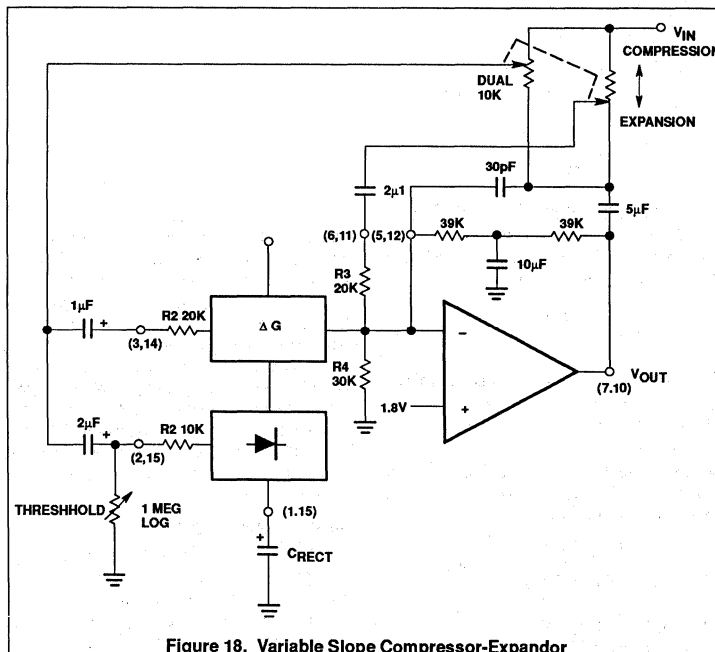 VIN
COMPRESSION
DUAL
10K
EXPANSION
30pF
2µ1
5µF
39K
39K
(6,11)
(5,12)
10µF
R3
20K
1µF
+
R2 20K
(3,14)
Δ G
R4
30K
−
+
1.8V
VOUT
(7.10)
2µF
+
R2 10K
(2,15)
THRESHHOLD
1 MEG
LOG
(1.15)
+
CRECT
Figure 18. Variable Slope Compressor-Expandor